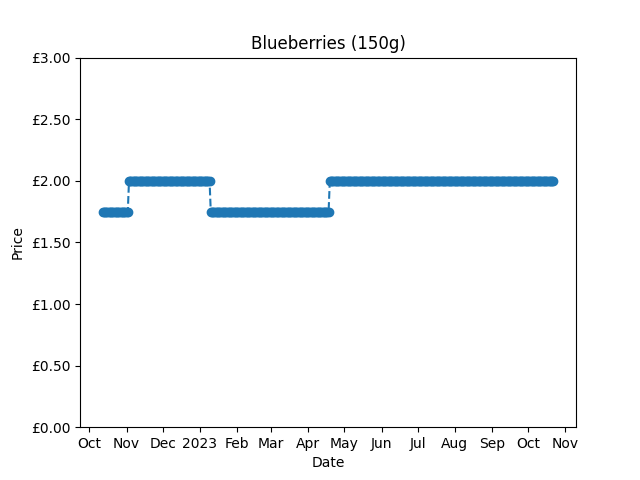 Blueberries (150g)
£3.00
£2.50
£2.00
£1.50
£1.00
£0.50
£0.00
Price
Oct Nov Dec 2023 Feb Mar Apr May Jun Jul Aug Sep Oct Nov
Date